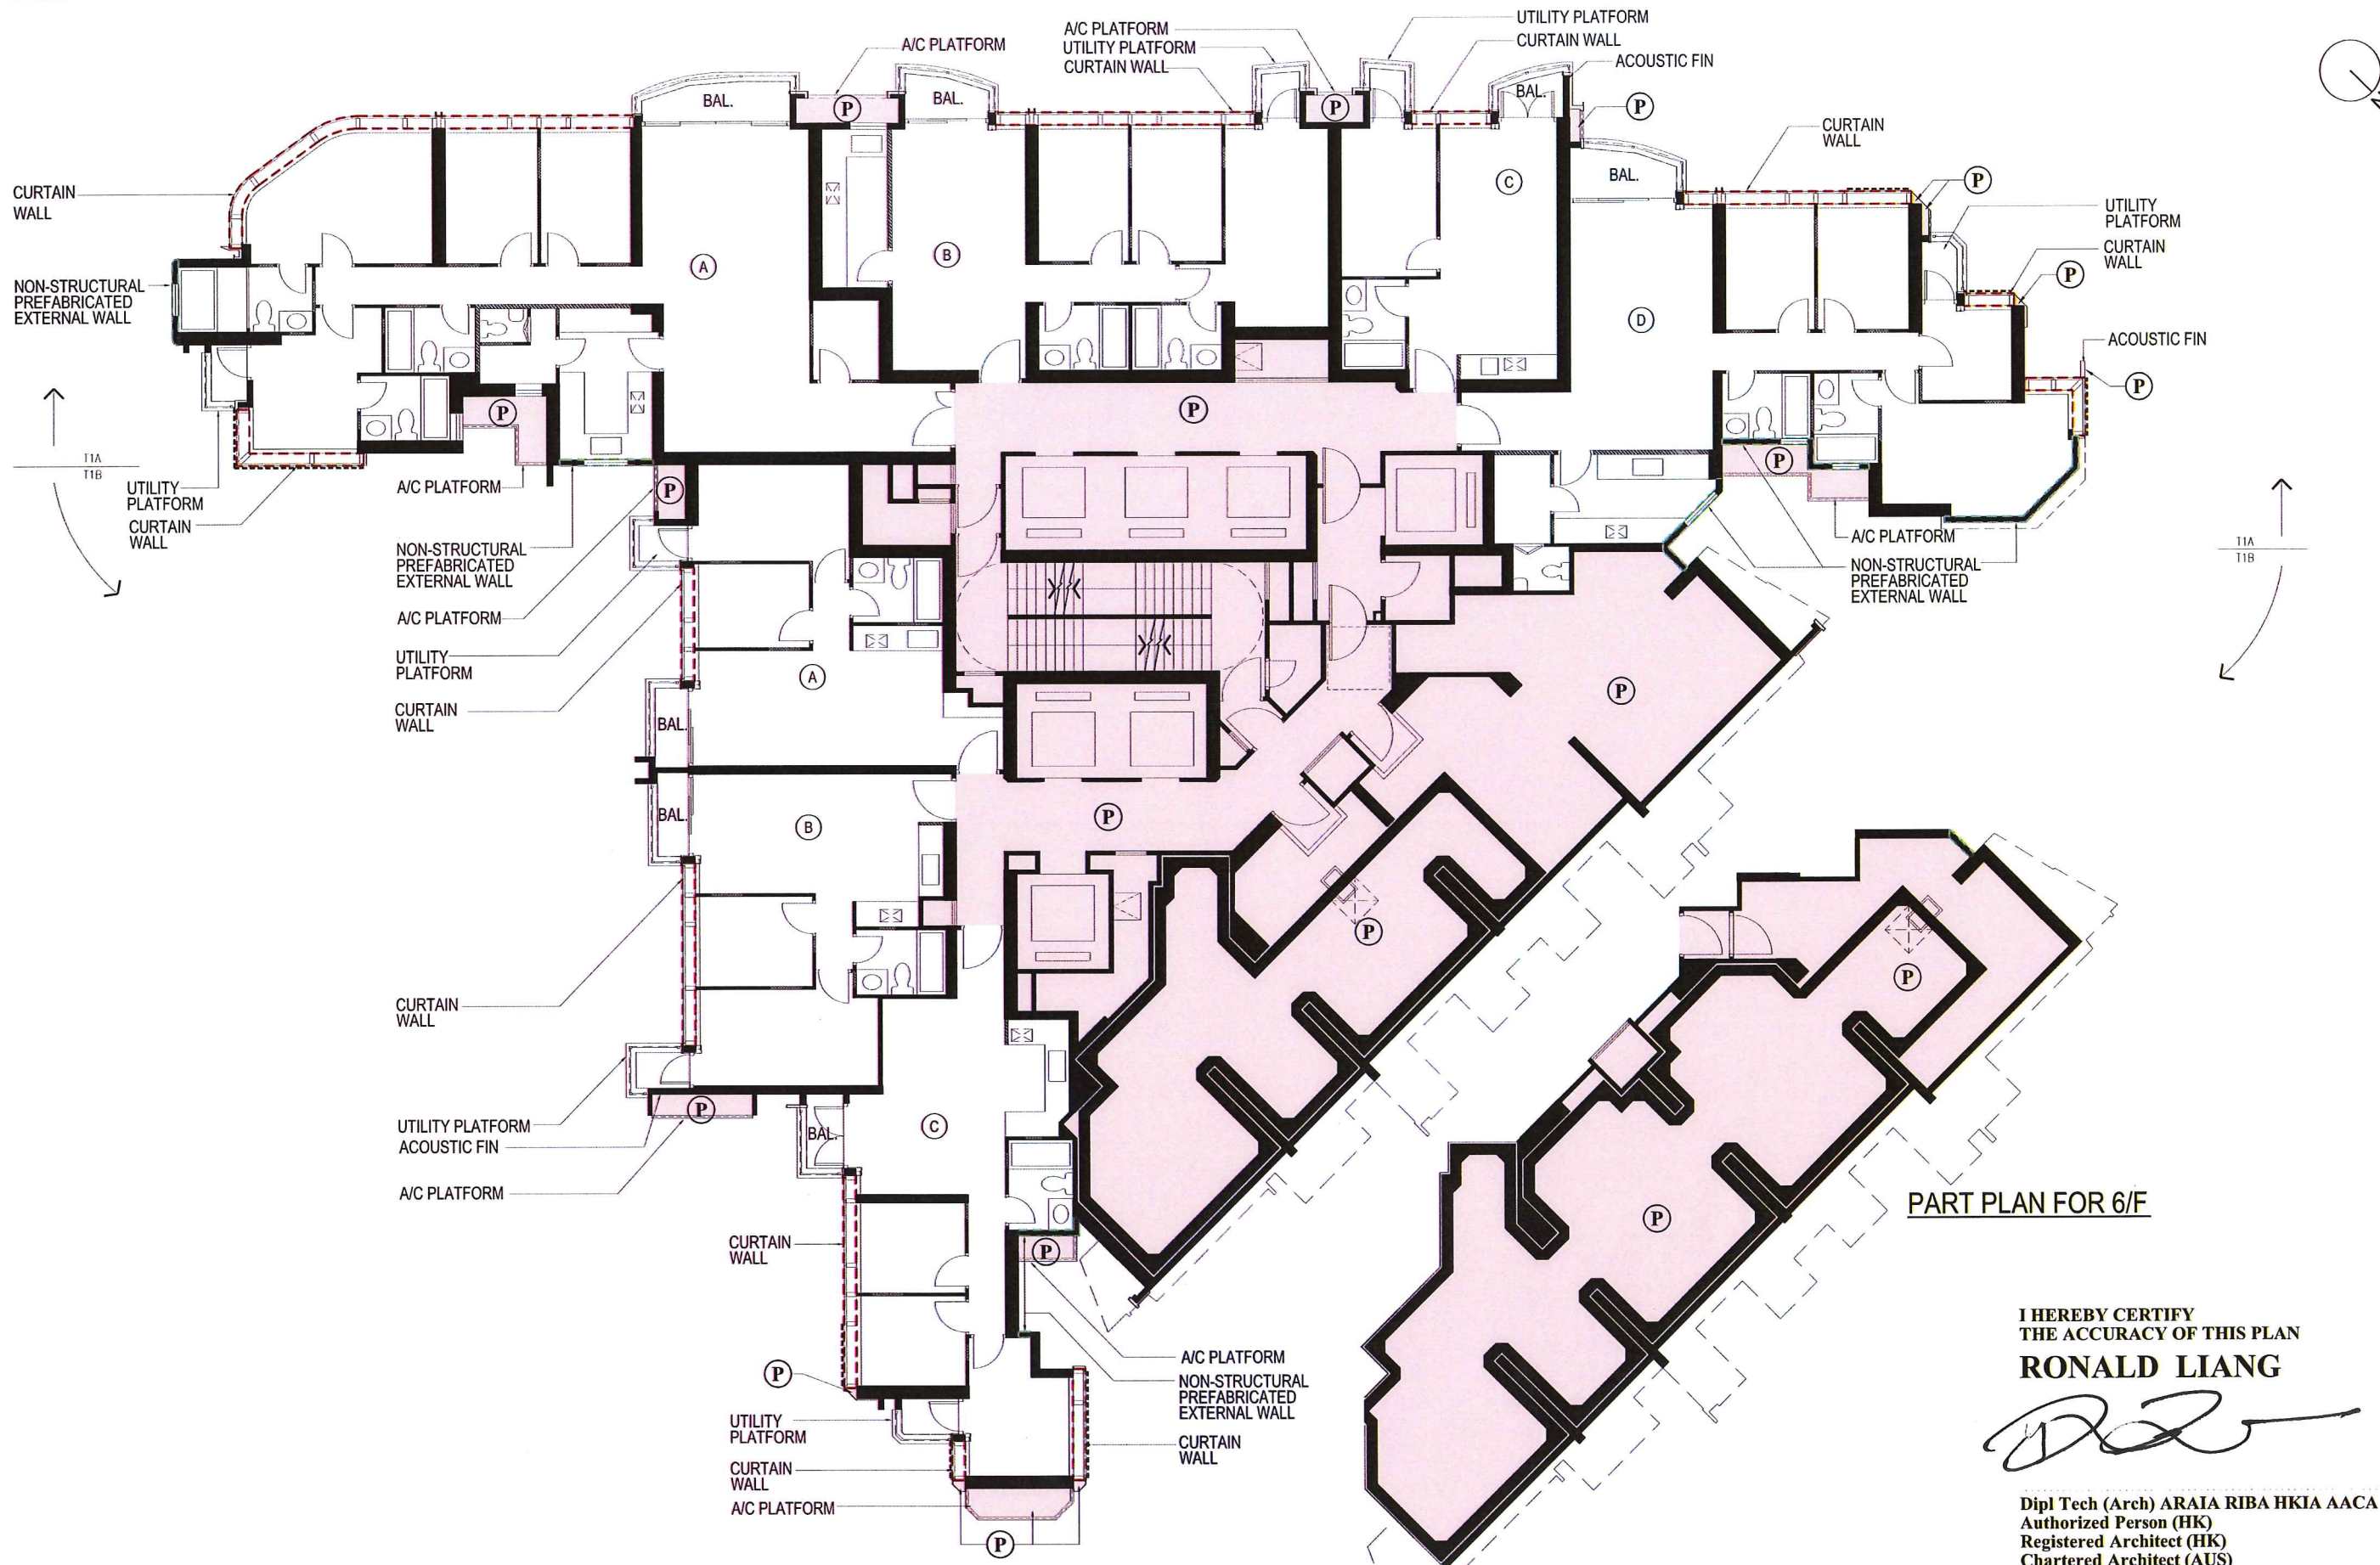 A/C PLATFORM
UTILITY PLATFORM
CURTAIN WALL
UTILITY PLATFORM
CURTAIN WALL
ACOUSTIC FIN
A/C PLATFORM
BAL.
P
BAL.
P
BAL.
P
CURTAIN
WALL
BAL.
P
UTILITY
PLATFORM
CURTAIN
WALL
P
ACOUSTIC FIN
P
CURTAIN
WALL
NON-STRUCTURAL
PREFABRICATED
EXTERNAL WALL
A
B
C
D
P
P
T1A
T1B
UTILITY
PLATFORM
CURTAIN
WALL
A/C PLATFORM
P
P
A/C PLATFORM
NON-STRUCTURAL
PREFABRICATED
EXTERNAL WALL
T1A
T1B
NON-STRUCTURAL
PREFABRICATED
EXTERNAL WALL
A/C PLATFORM
UTILITY
PLATFORM
CURTAIN
WALL
A
BAL.
P
BAL.
B
P
P
P
CURTAIN
WALL
UTILITY PLATFORM
ACOUSTIC FIN
A/C PLATFORM
P
BAL.
C
P
PART PLAN FOR 6/F
CURTAIN
WALL
P
A/C PLATFORM
NON-STRUCTURAL
PREFABRICATED
EXTERNAL WALL
CURTAIN
WALL
P
UTILITY
PLATFORM
CURTAIN
WALL
A/C PLATFORM
P
I HEREBY CERTIFY
THE ACCURACY OF THIS PLAN
RONALD LIANG
Dipl Tech (Arch) ARAIA RIBA HKIA AACA
Authorized Person (HK)
Registered Architect (HK)
Chartered Architect (AUS)